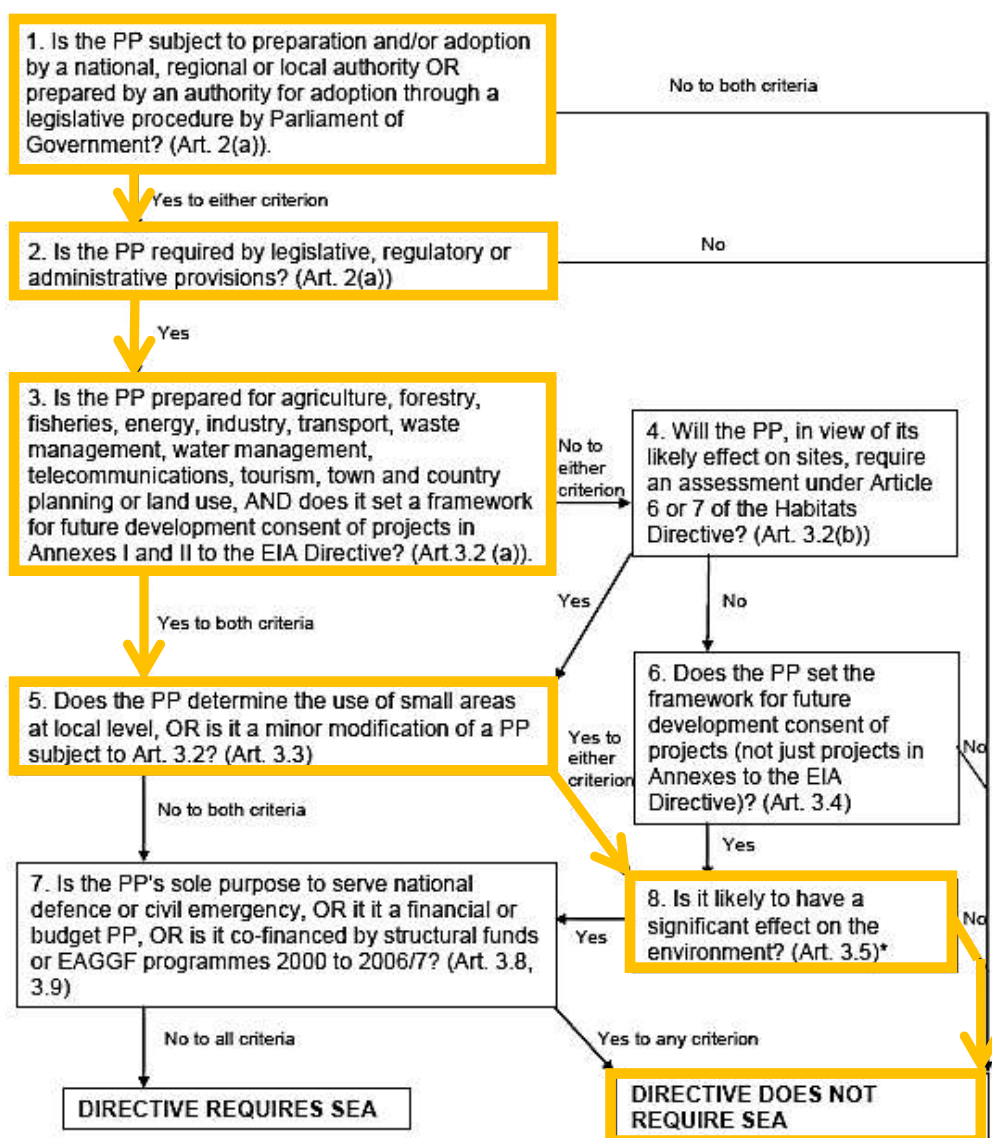 1. Is the PP subject to preparation and/or adoption
by a national, regional or local authority OR
prepared by an authority for adoption through a
legislative procedure by Parliament of
Government? (Art. 2(a)).
No to both criteria
Yes to either criterion
2. Is the PP required by legislative, regulatory or
administrative provisions? (Art. 2(a))
No
Yes
3. Is the PP prepared for agriculture, forestry,
fisheries, energy, industry, transport, waste
management, water management,
telecommunications, tourism, town and country
planning or land use, AND does it set a framework
for future development consent of projects in
Annexes I and II to the EIA Directive? (Art.3.2 (a)).
No to
either
criterion
4. Will the PP, in view of its
likely effect on sites, require
an assessment under Article
6 or 7 of the Habitats
Directive? (Art. 3.2(b))
Yes to both criteria
Yes
No
5. Does the PP determine the use of small areas
at local level, OR is it a minor modification of a PP
subject to Art. 3.2? (Art. 3.3)
Yes to
either
criterion
6. Does the PP set the
framework for future
development consent of
projects (not just projects in
Annexes to the EIA
Directive)? (Art. 3.4)
No
No to both criteria
Yes
7. Is the PP's sole purpose to serve national
defence or civil emergency, OR it it a financial or
budget PP, OR is it co-financed by structural funds
or EAGGF programmes 2000 to 2006/7? (Art. 3.8,
3.9)
Yes
8. Is it likely to have a
significant effect on the
environment? (Art. 3.5)*
No
No to all criteria
Yes to any criterion
DIRECTIVE REQUIRES SEA
DIRECTIVE DOES NOT
REQUIRE SEA